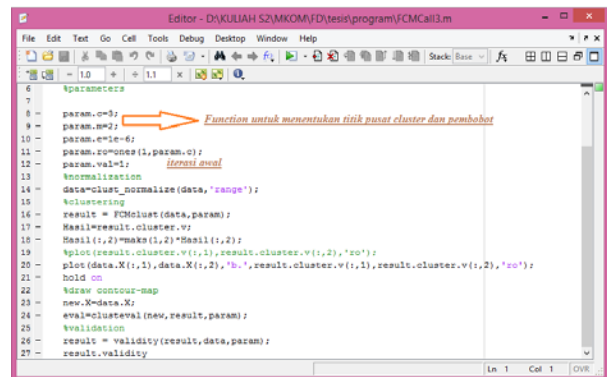 Editor - D:\KULIAH S2\MKOM\FD\tesis\program\FCMCall3.m
File Edit Text Go Cell Tools Debug Desktop Window Help
Stack: Base
1.0 1.1
6 %parameters
7
8 param.c=3;
9 param.m=2;
Function untuk menentukan titik pusat cluster dan pembobot
10 param.e=1e-6;
11 param.ro=ones(1,param.c);
12 param.val=1;
iterasi awal
13 %normalization
14 data=clust_normalize(data,'range');
15 %clustering
16 result = FCMclust(data,param);
17 Hasil=result.cluster.v;
18 Hasil(:,2)=maks(1,2)*Hasil(:,2);
19 %plot(result.cluster.v(:,1),result.cluster.v(:,2),'ro');
20 plot(data.X(:,1),data.X(:,2),'b.',result.cluster.v(:,1),result.cluster.v(:,2),'ro');
21 hold on
22 %draw contour-map
23 new.X=data.X;
24 eval=clusteval(new,result,param);
25 %validation
26 result = validity(result,data,param);
27 result.validity
Ln 1 Col 1 OVR